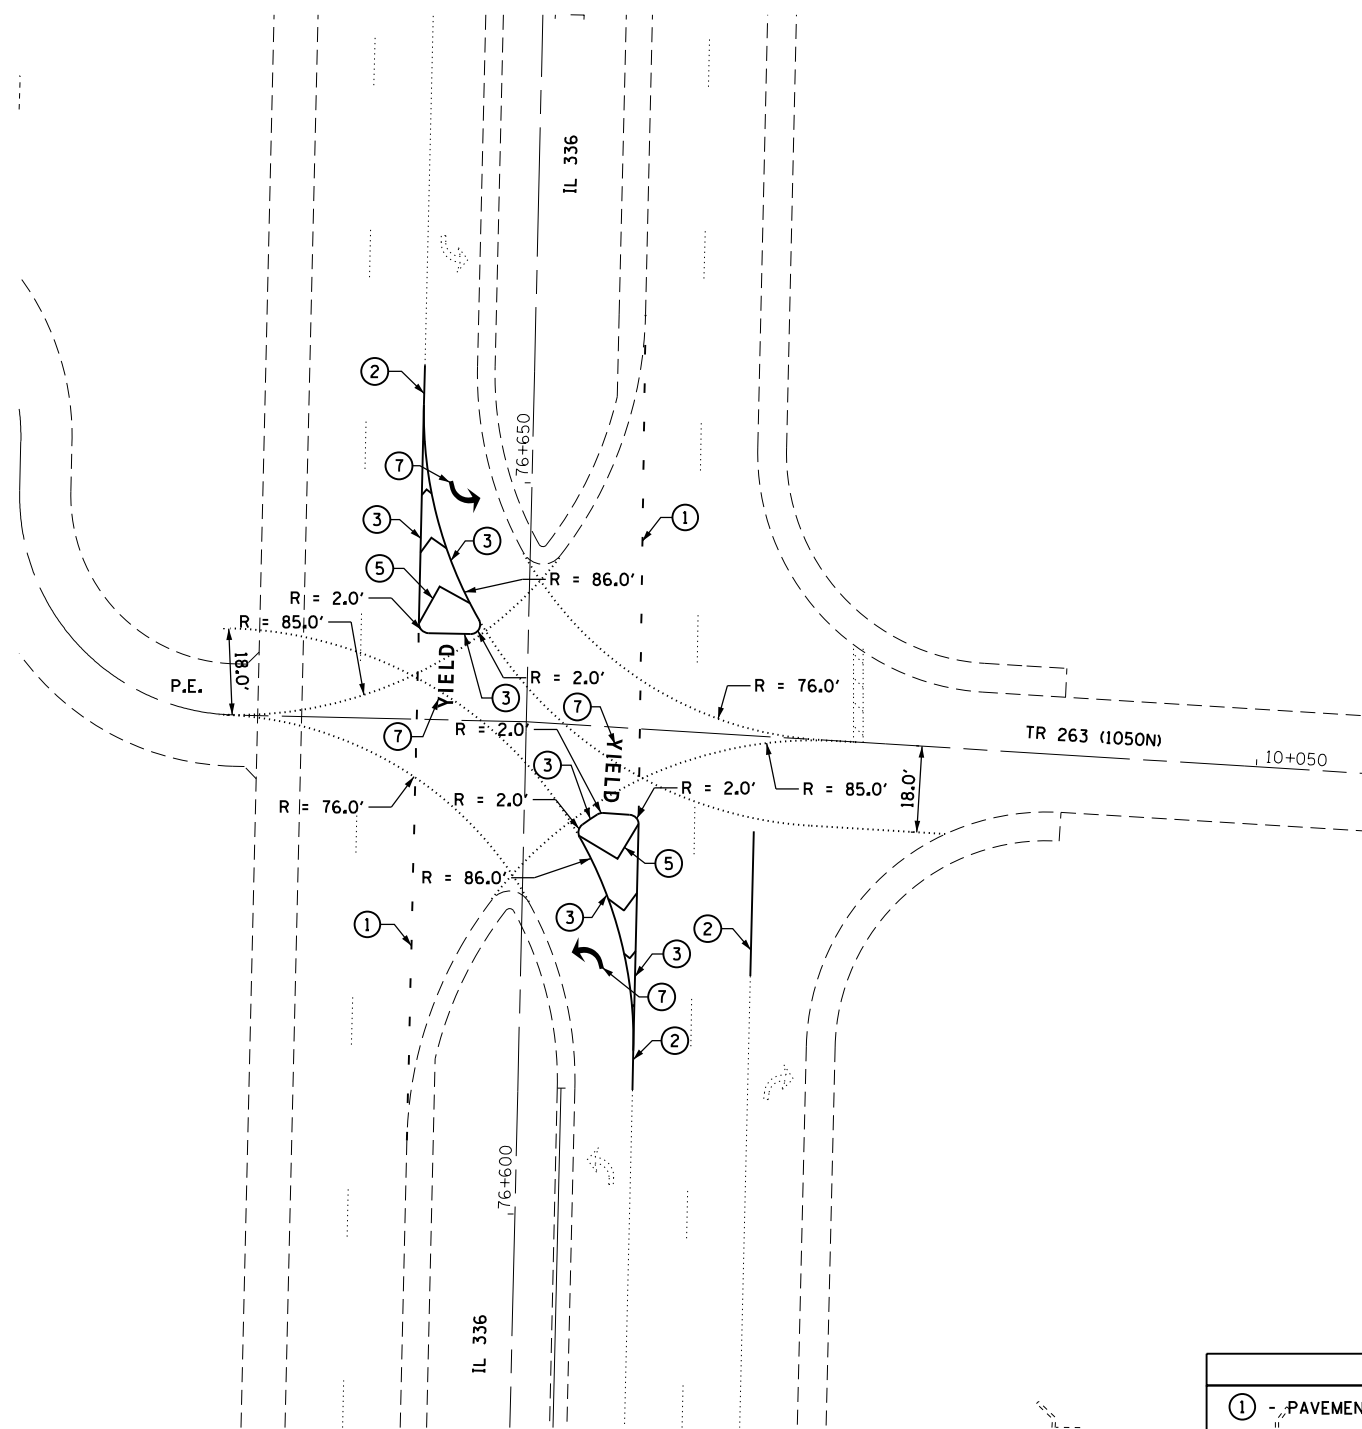 IL 336
2
76+650
7
3
1
3
5
R = 86.0'
R = 2.0'
R = 85.0'
18.0'
YIELD
R = 2.0'
P.E.
3
R = 76.0'
7
R = 2.0'
7
TR 263 (1050N)
YIELD
10+050
3
R = 2.0'
R = 2.0'
R = 85.0'
18.0'
R = 76.0'
5
R = 86.0'
3
1
2
3
7
2
76+600
IL 336
1 - PAVEMEN